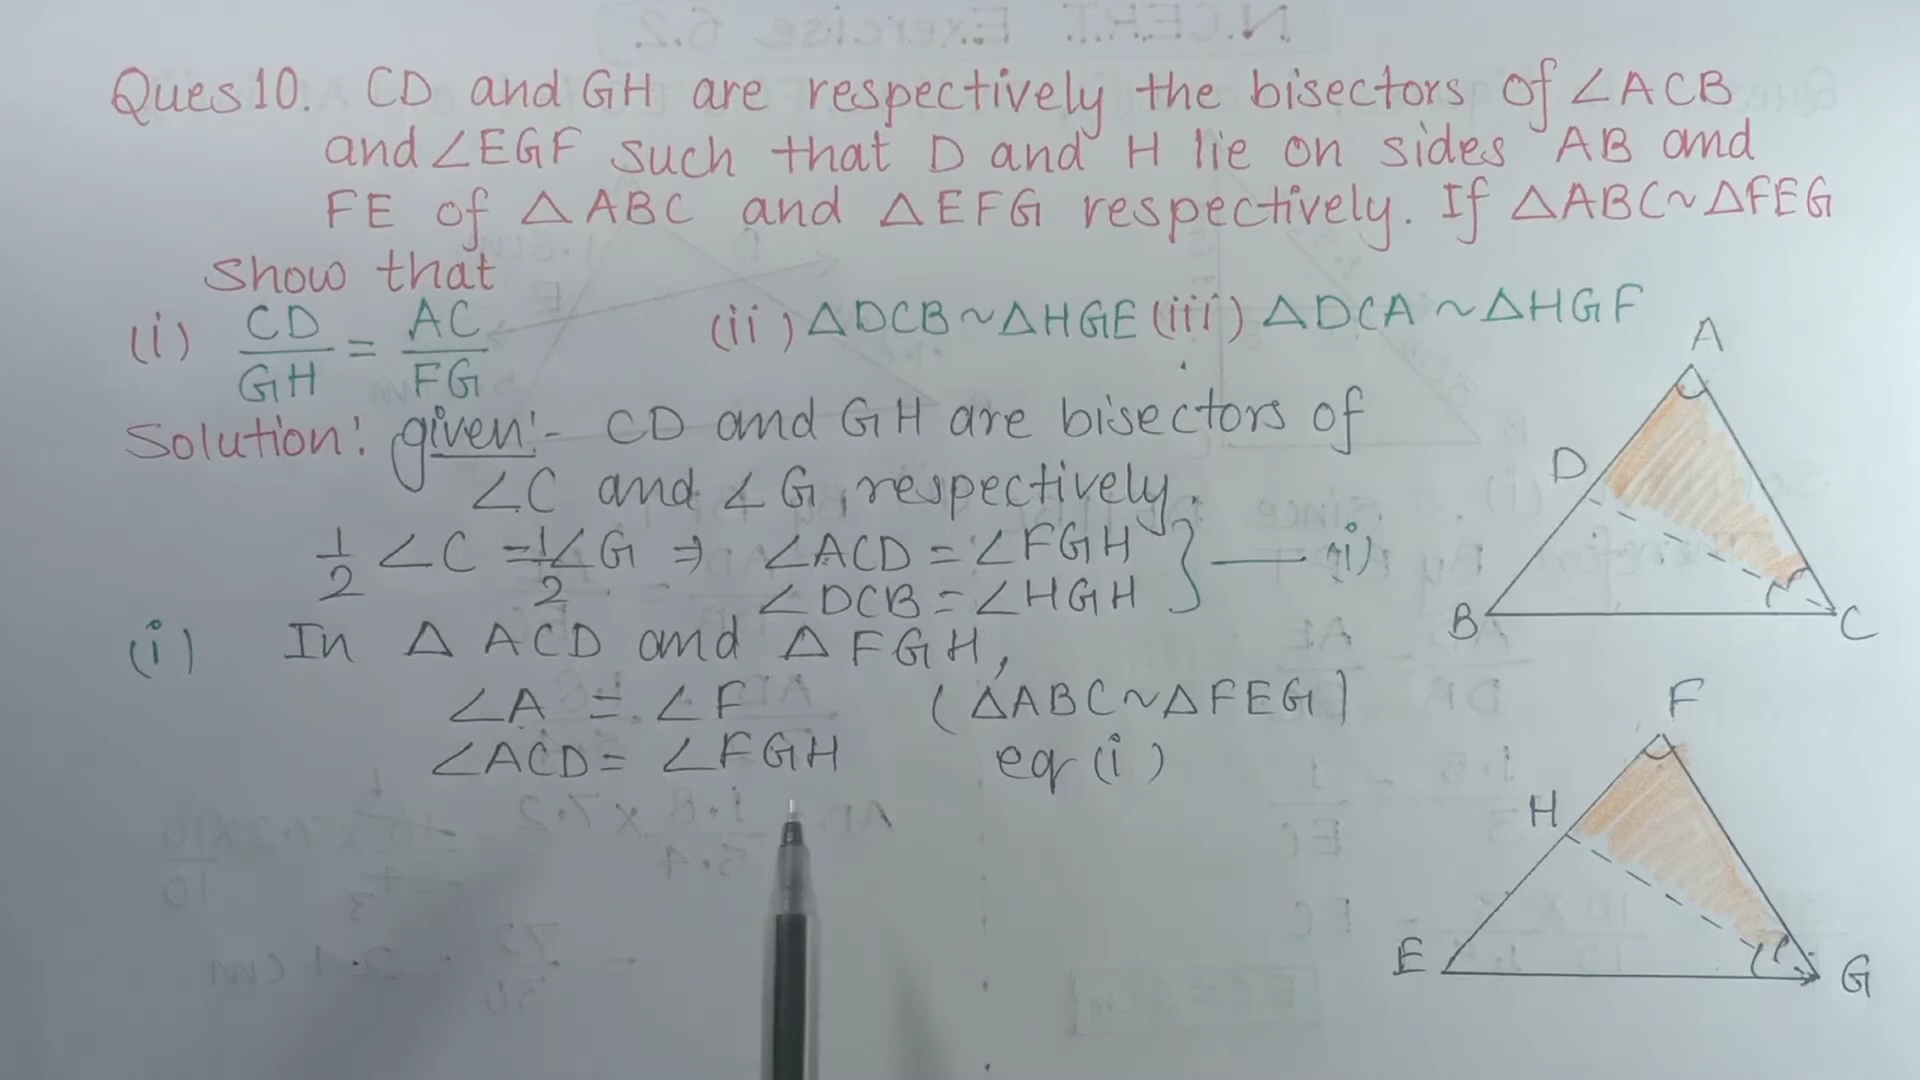 Ques 10. CD and GH are respectively the bisectors of ∠ACB
and ∠EGF such that D and H lie on sides AB and
FE of △ABC and △EFG respectively. If △ABC ~ △FEG
show that
(i) CD/GH = AC/FG (ii) △DCB ~ △HGE (iii) △DCA ~ △HGF
Solution: given:- CD and GH are bisectors of
∠C and ∠G, respectively.
1/2 ∠C = 1/2 ∠G ⇒ ∠ACD = ∠FGH
∠DCB = ∠HGH } — (i)
(i) In △ ACD and △ FGH,
∠A = ∠F (△ABC ~ △FEG)
∠ACD = ∠FGH eq (i)
A
D
B
C
F
H
E
G